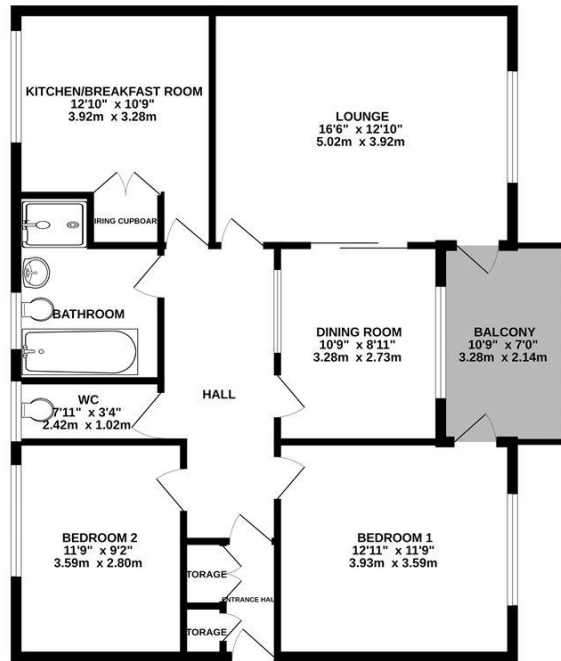 KITCHEN/BREAKFAST ROOM
12'10" x 10'9"
3.92m x 3.28m
LOUNGE
16'6" x 12'10"
5.02m x 3.92m
IRING CUPBOAR
BATHROOM
DINING ROOM
10'9" x 8'11"
3.28m x 2.73m
BALCONY
10'9" x 7'0"
3.28m x 2.14m
HALL
WC
7'11" x 3'4"
2.42m x 1.02m
BEDROOM 2
11'9" x 9'2"
3.59m x 2.80m
BEDROOM 1
12'11" x 11'9"
3.93m x 3.59m
TORAGE
ENTRANCE HAL
TORAGE